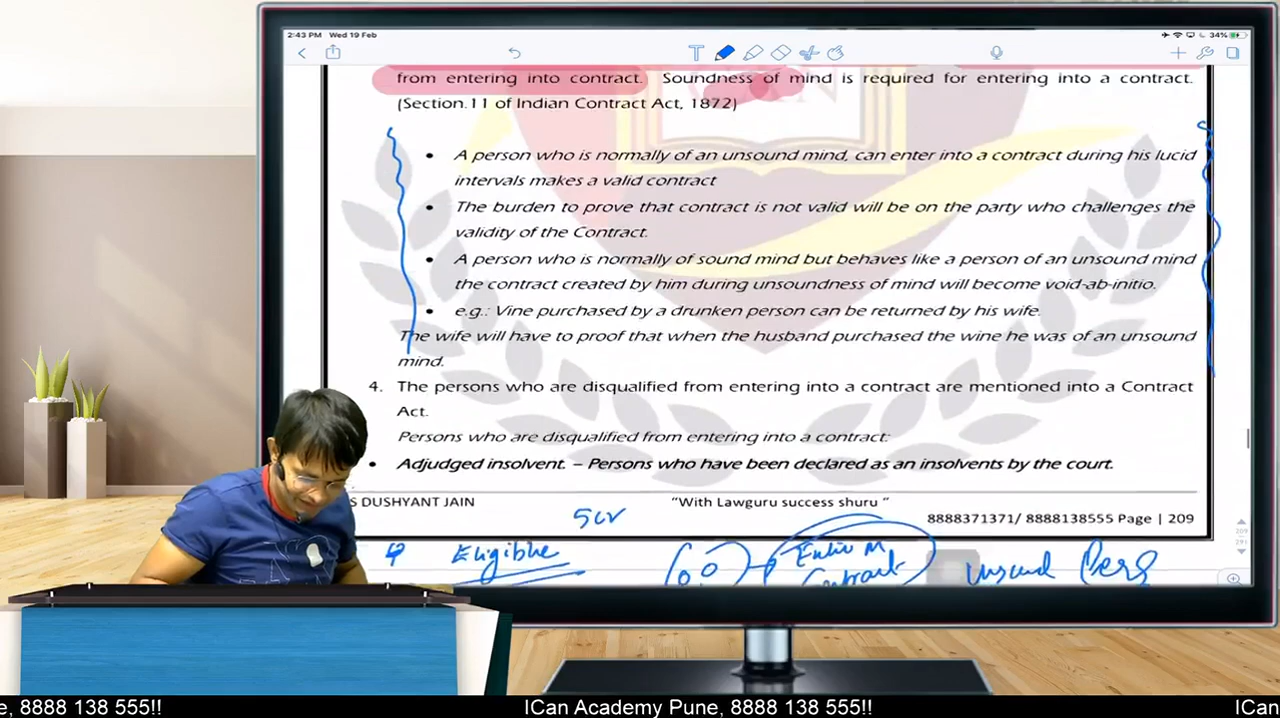 2:43 PM Wed 19 Feb
34%
T
from entering into contract. Soundness of mind is required for entering into a contract.
(Section.11 of Indian Contract Act, 1872)
• A person who is normally of an unsound mind, can enter into a contract during his lucid
intervals makes a valid contract
• The burden to prove that contract is not valid will be on the party who challenges the
validity of the Contract.
• A person who is normally of sound mind but behaves like a person of an unsound mind
the contract created by him during unsoundness of mind will become void-ab-initio.
• e.g.: Vine purchased by a drunken person can be returned by his wife.
The wife will have to proof that when the husband purchased the wine he was of an unsound
mind.
4. The persons who are disqualified from entering into a contract are mentioned into a Contract
Act.
Persons who are disqualified from entering into a contract:
• Adjudged insolvent. – Persons who have been declared as an insolvents by the court.
S DUSHYANT JAIN "With Lawguru success shuru "
8888371371/ 8888138555 Page | 209
209
291
Eligible
Contract
e, 8888 138 555!! ICan Academy Pune, 8888 138 555!! ICan